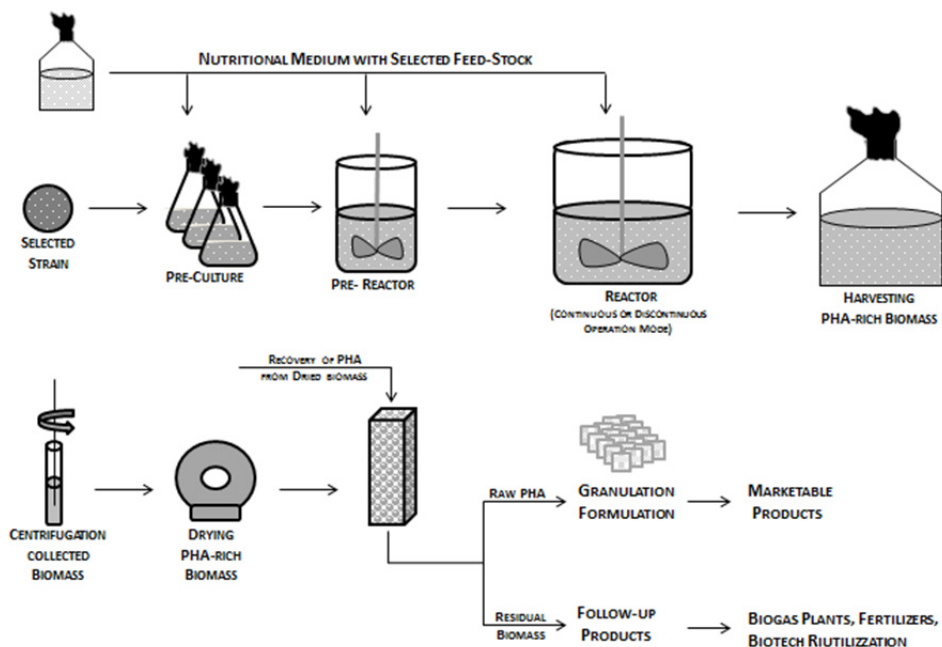 NUTRITIONAL MEDIUM WITH SELECTED FEED-STOCK
SELECTED
STRAIN
PRE-CULTURE
PRE- REACTOR
REACTOR
(CONTINUOUS OR DISCONTINUOUS
OPERATION MODE)
HARVESTING
PHA-RICH BIOMASS
RECOVERY OF PHA
FROM DRIED BIOMASS
CENTRIFUGATION
COLLECTED
BIOMASS
DRYING
PHA-RICH
BIOMASS
RAW PHA
GRANULATION
FORMULATION
MARKETABLE
PRODUCTS
RESIDUAL
BIOMASS
FOLLOW-UP
PRODUCTS
BIOGAS PLANTS, FERTILIZERS,
BIOTECH RIUTILIZZATION